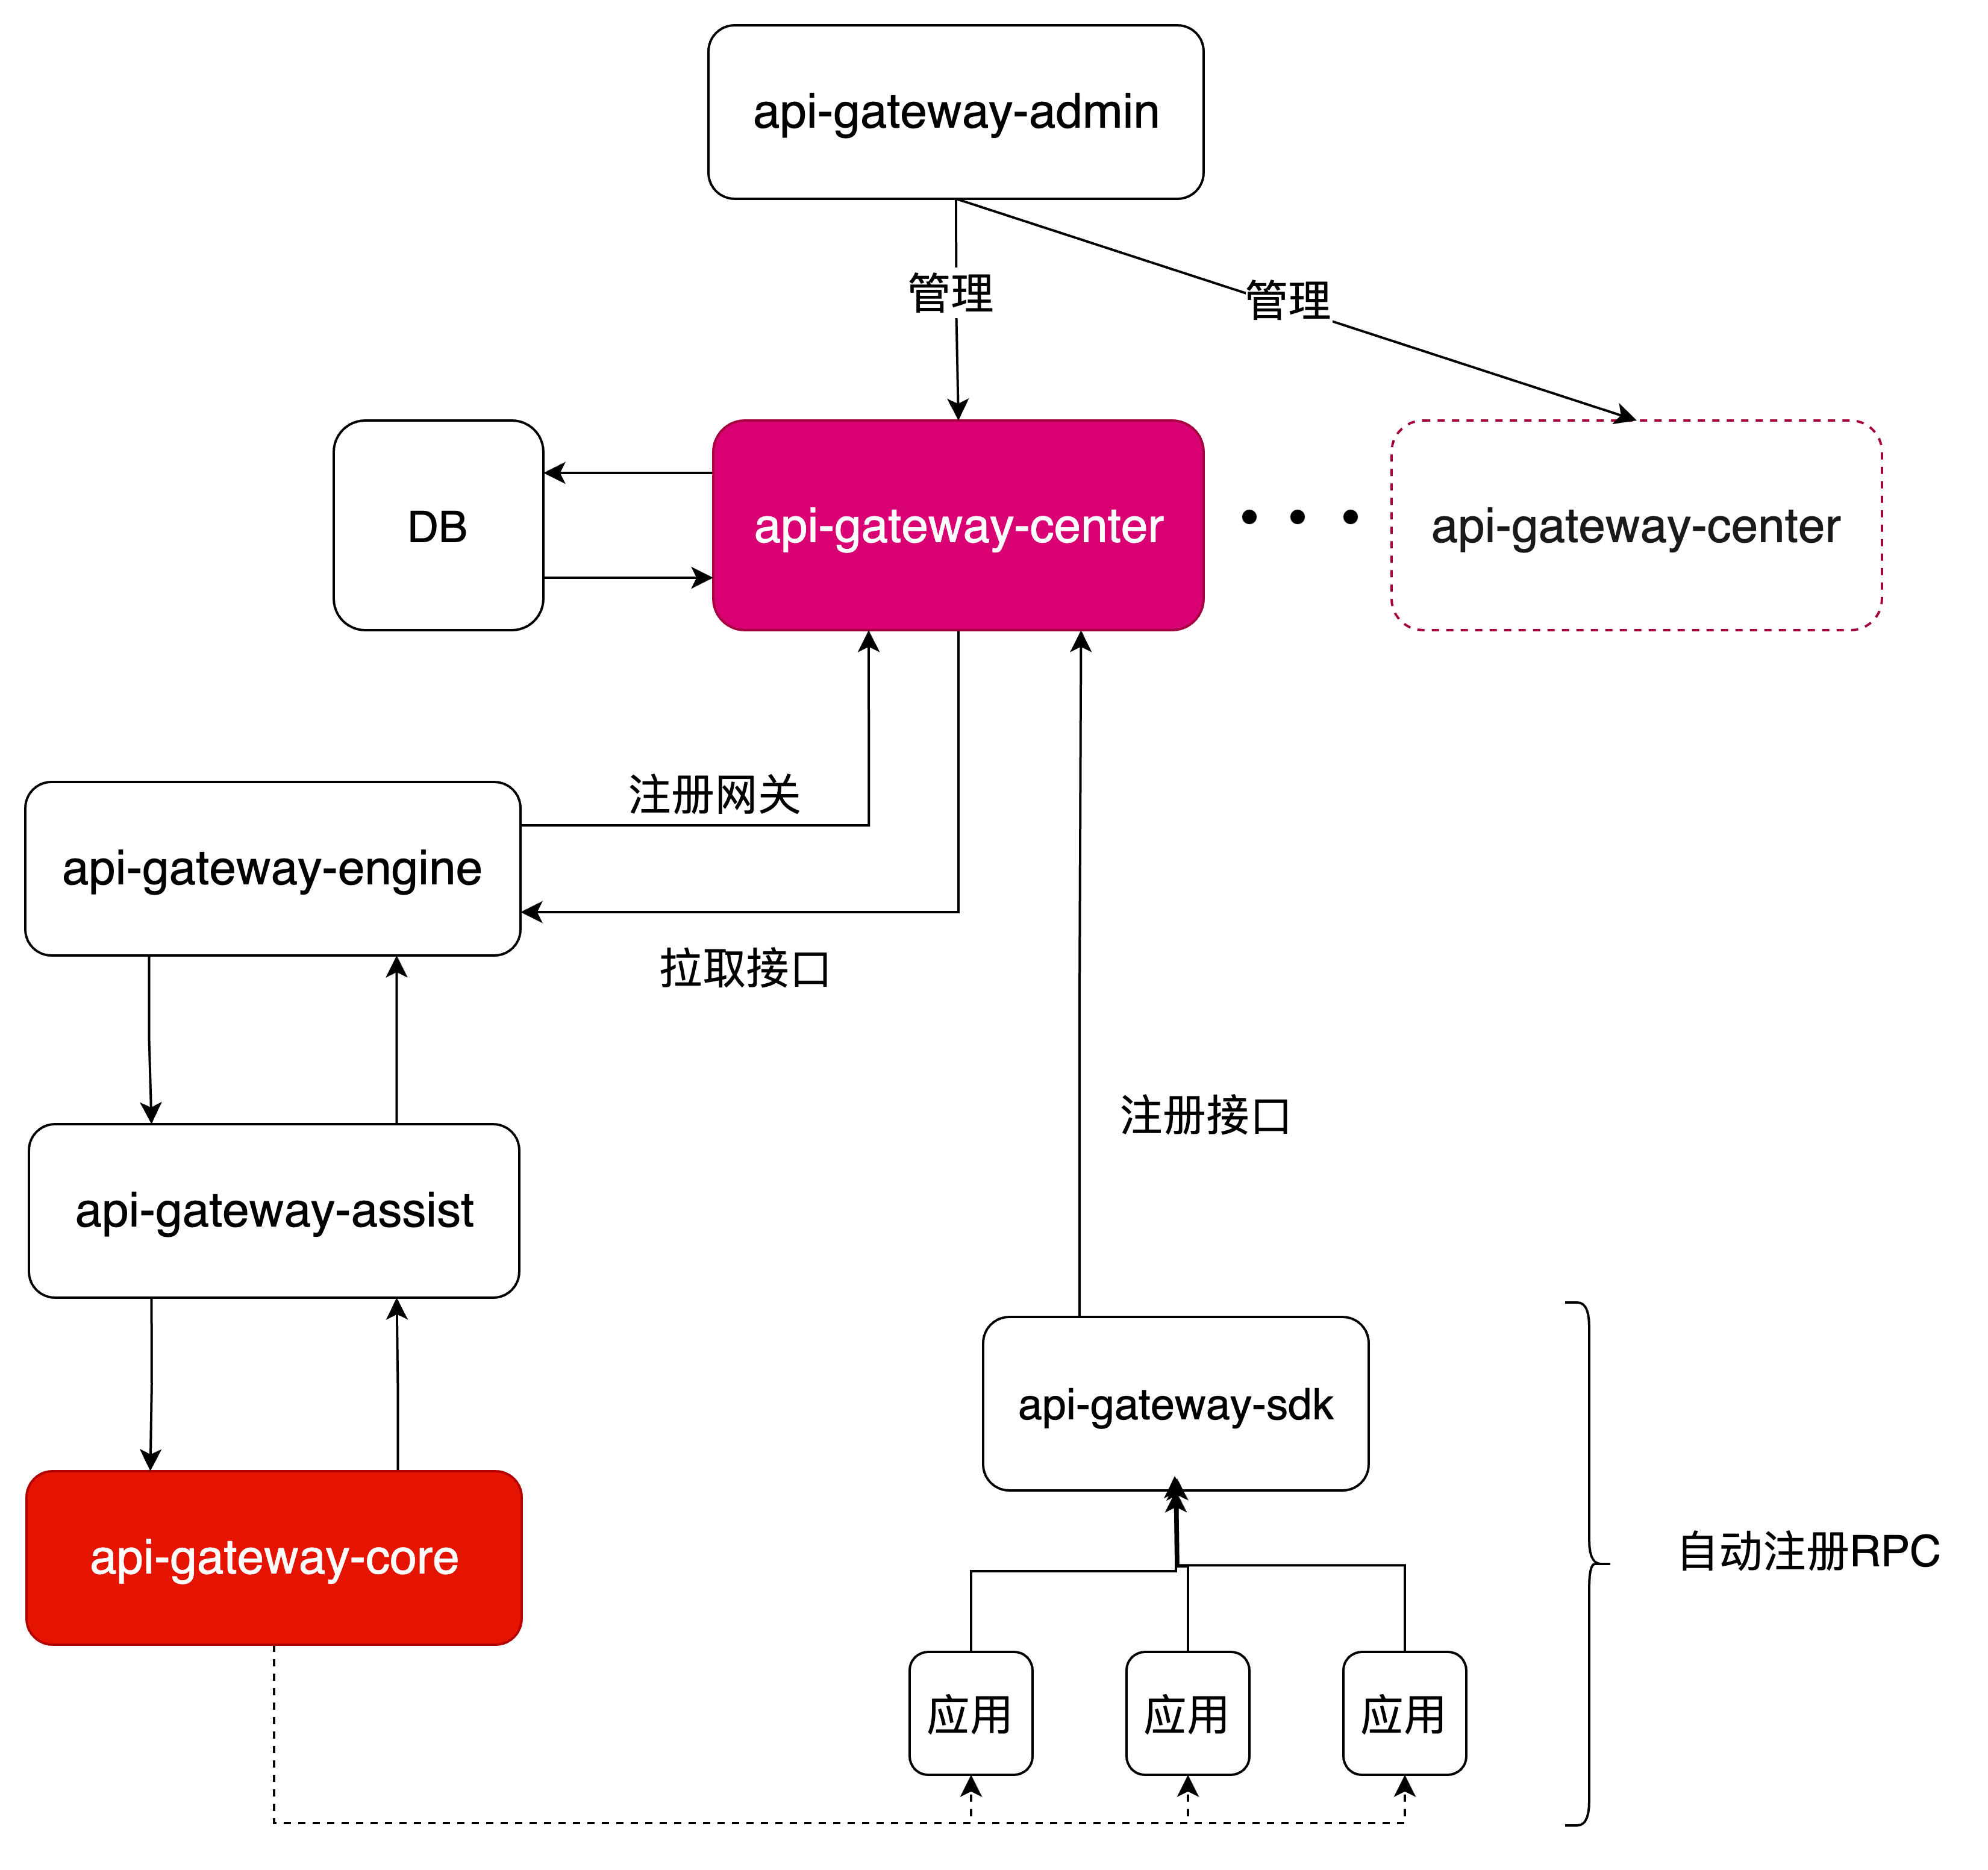 api-gateway-admin
管理
管理
DB
api-gateway-center
api-gateway-center
注册网关
api-gateway-engine
拉取接口
注册接口
api-gateway-assist
api-gateway-sdk
自动注册RPC
api-gateway-core
应用
应用
应用